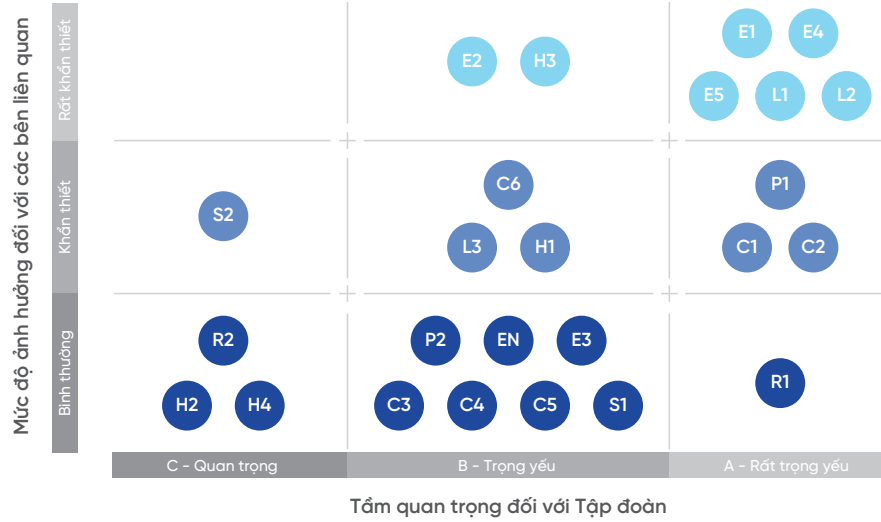 Mức độ ảnh hưởng đối với các bên liên quan
Rất khẩn thiết
E2 H3
E1 E4
E5 L1 L2
Khẩn thiết
S2
C6
L3 H1
P1
C1 C2
Bình thường
R2
H2 H4
P2 EN E3
C3 C4 C5 S1
R1
C - Quan trọng
B - Trọng yếu
A - Rất trọng yếu
Tầm quan trọng đối với Tập đoàn